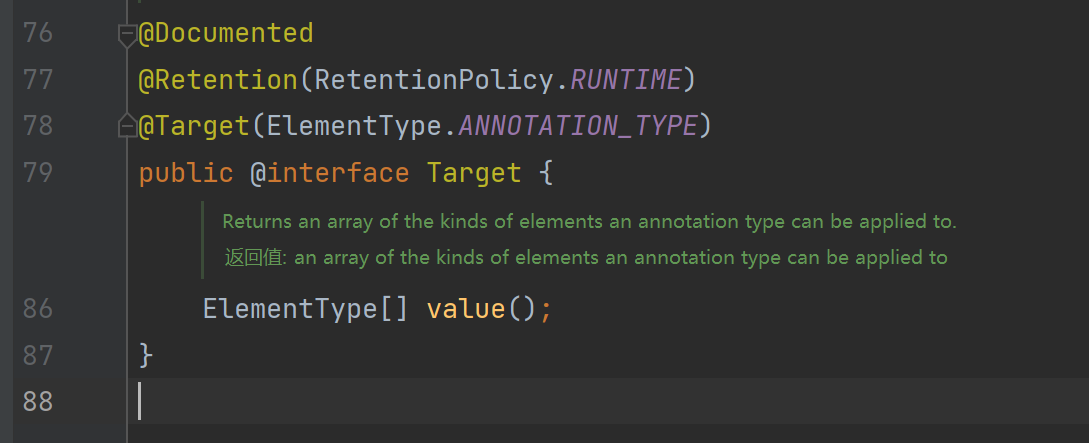 76 @Documented
77 @Retention(RetentionPolicy.RUNTIME)
78 @Target(ElementType.ANNOTATION_TYPE)
79 public @interface Target {
Returns an array of the kinds of elements an annotation type can be applied to.
返回值: an array of the kinds of elements an annotation type can be applied to
86 ElementType[] value();
87 }
88